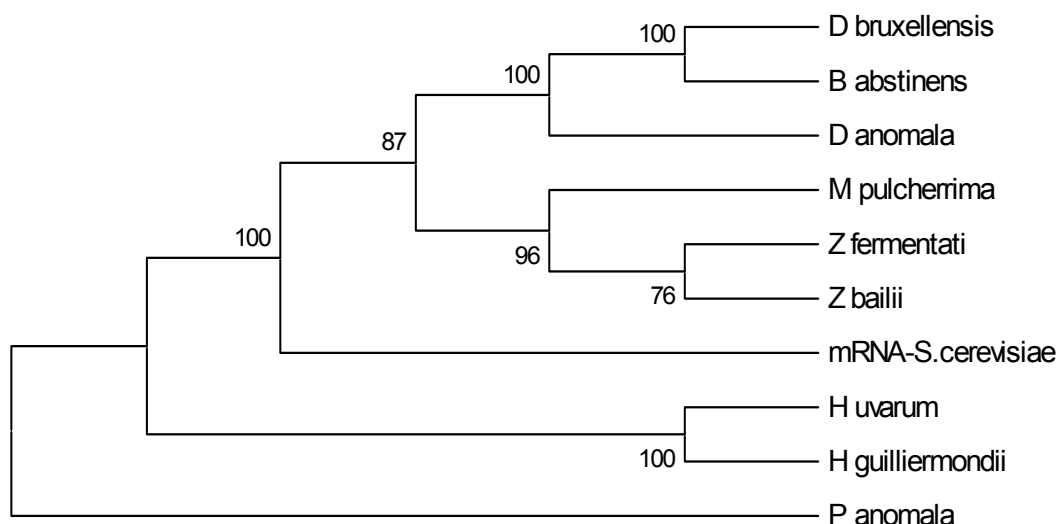 100
D bruxellensis
100
B abstinens
87
D anomala
M pulcherrima
100
96
Z fermentati
76
Z bailii
mRNA-S.cerevisiae
H uvarum
100
H guilliermondii
P anomala